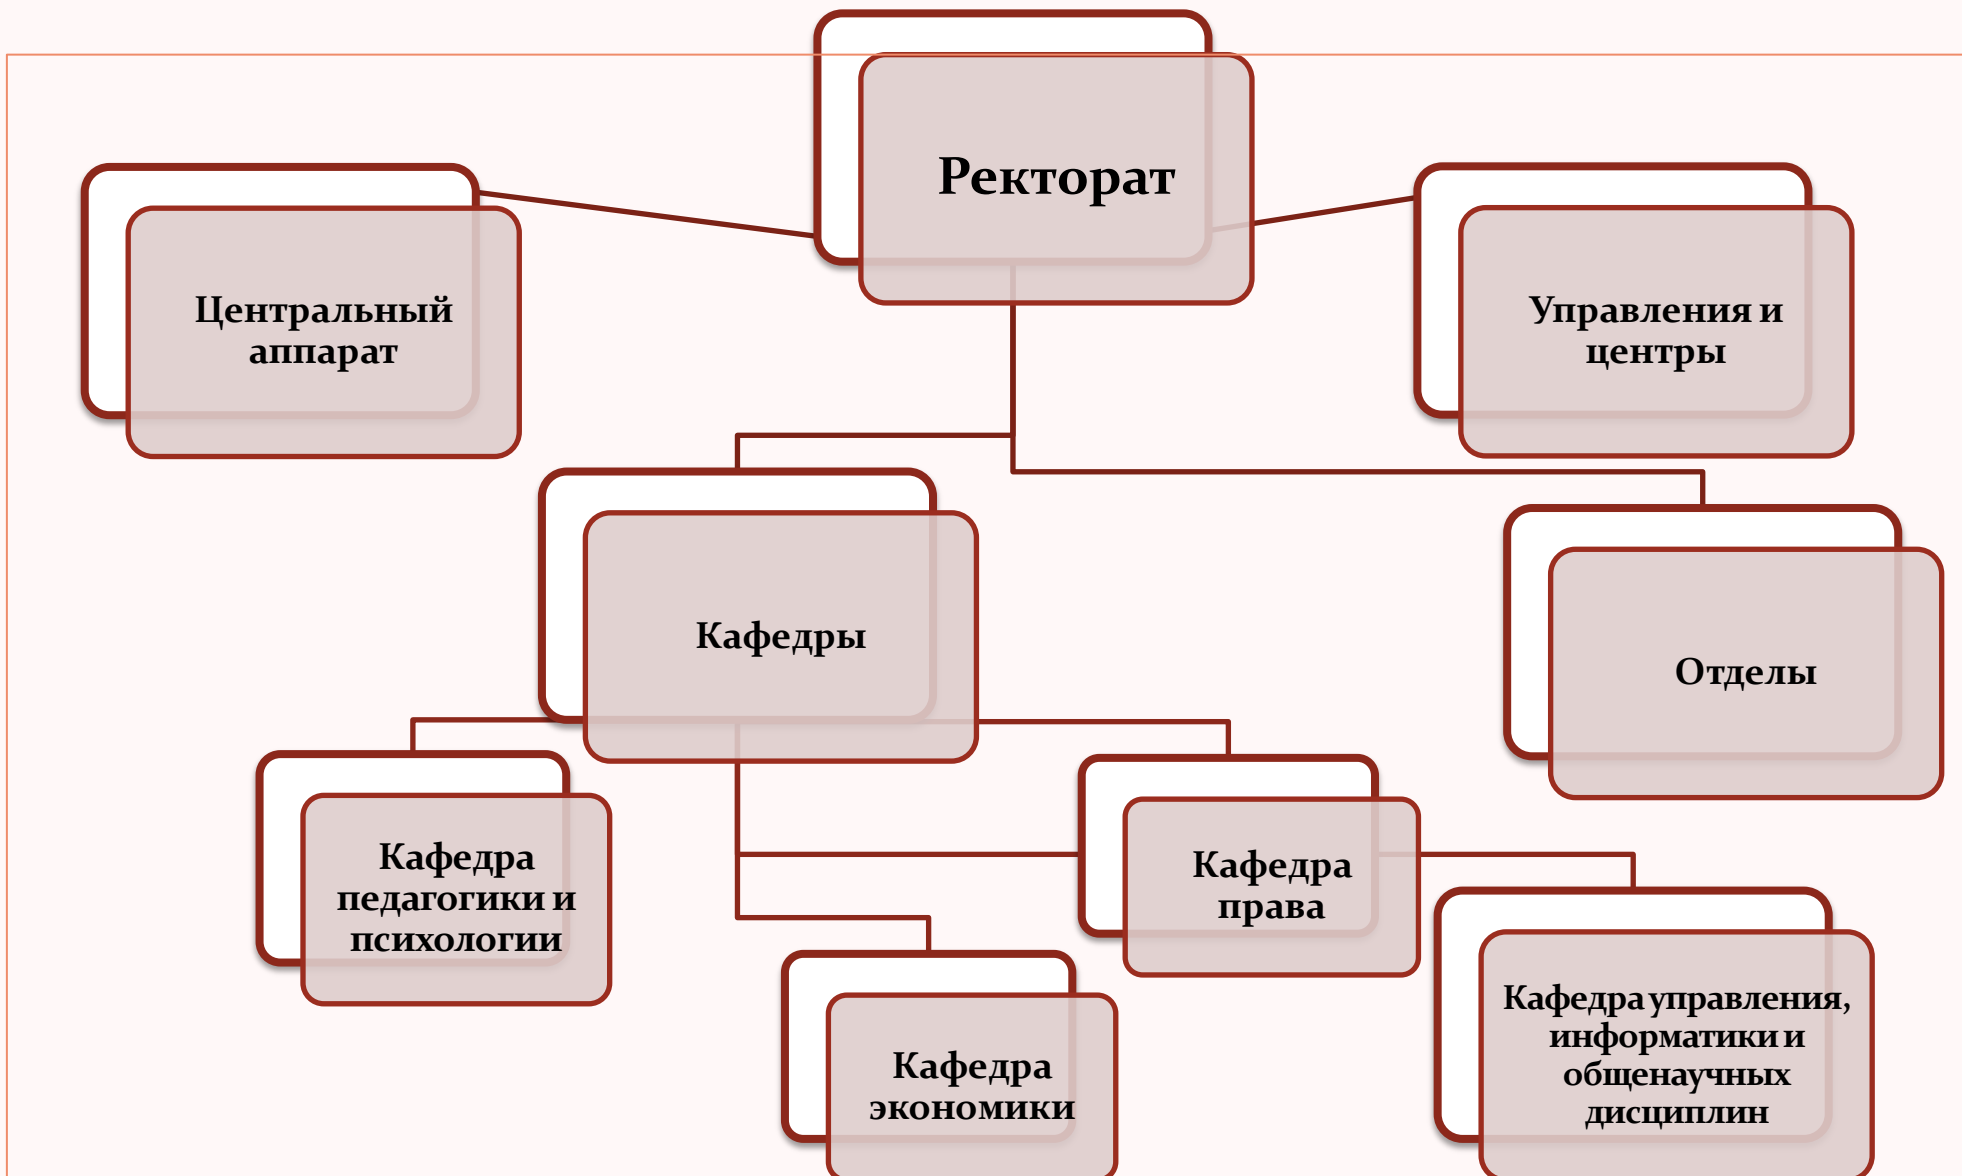 Ректорат
Центральный
аппарат
Управления и
центры
Кафедры
Отделы
Кафедра
педагогики и
психологии
Кафедра
права
Кафедра
экономики
Кафедра управления,
информатики и
общенаучных
дисциплин